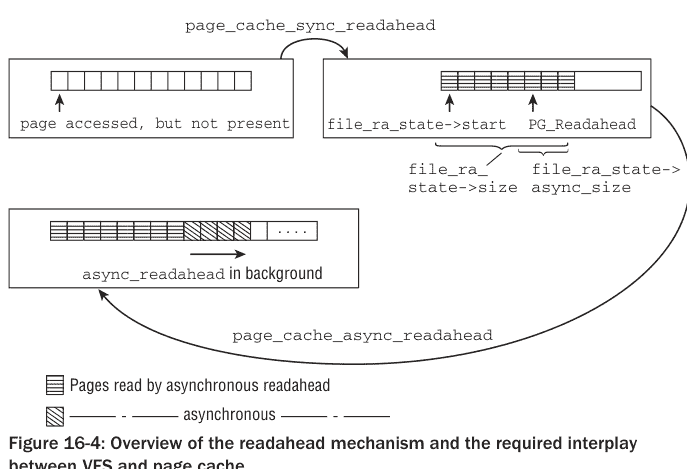 page_cache_sync_readahead
page accessed, but not present
file_ra_state->start PG_Readahead
file_ra_ file_ra_state->
state->size async_size
....
async_readahead in background
page_cache_async_readahead
Pages read by asynchronous readahead
— - — asynchronous — - —
Figure 16-4: Overview of the readahead mechanism and the required interplay
between VFS and page cache